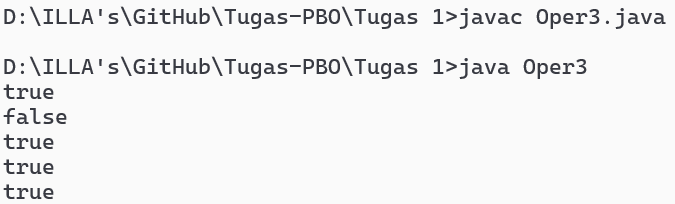 D:\ILLA's\GitHub\Tugas-PBO\Tugas 1>javac Oper3.java
D:\ILLA's\GitHub\Tugas-PBO\Tugas 1>java Oper3
true
false
true
true
true